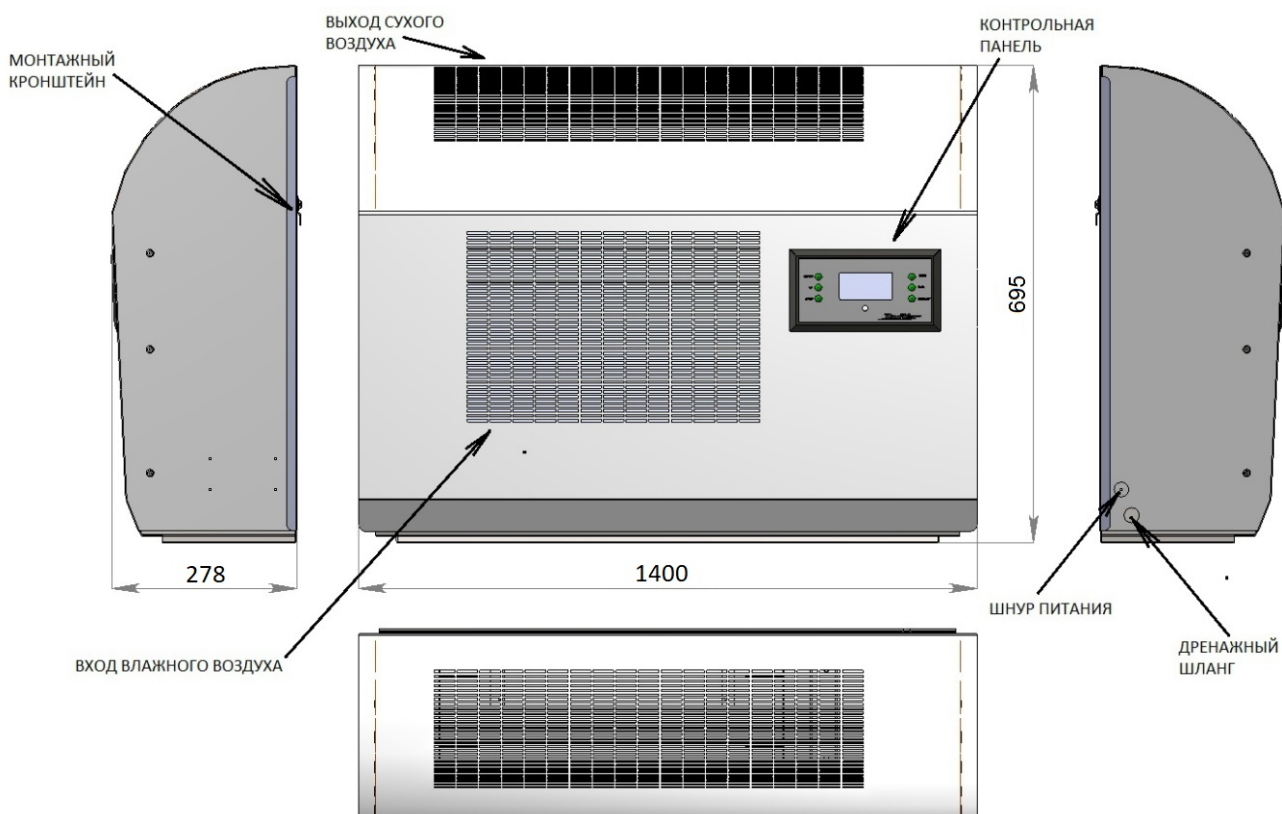 ВЫХОД СУХОГО
ВОЗДУХА
КОНТРОЛЬНАЯ
ПАНЕЛЬ
МОНТАЖНЫЙ
КРОНШТЕЙН
695
278
1400
ШНУР ПИТАНИЯ
ДРЕНАЖНЫЙ
ШЛАНГ
ВХОД ВЛАЖНОГО ВОЗДУХА